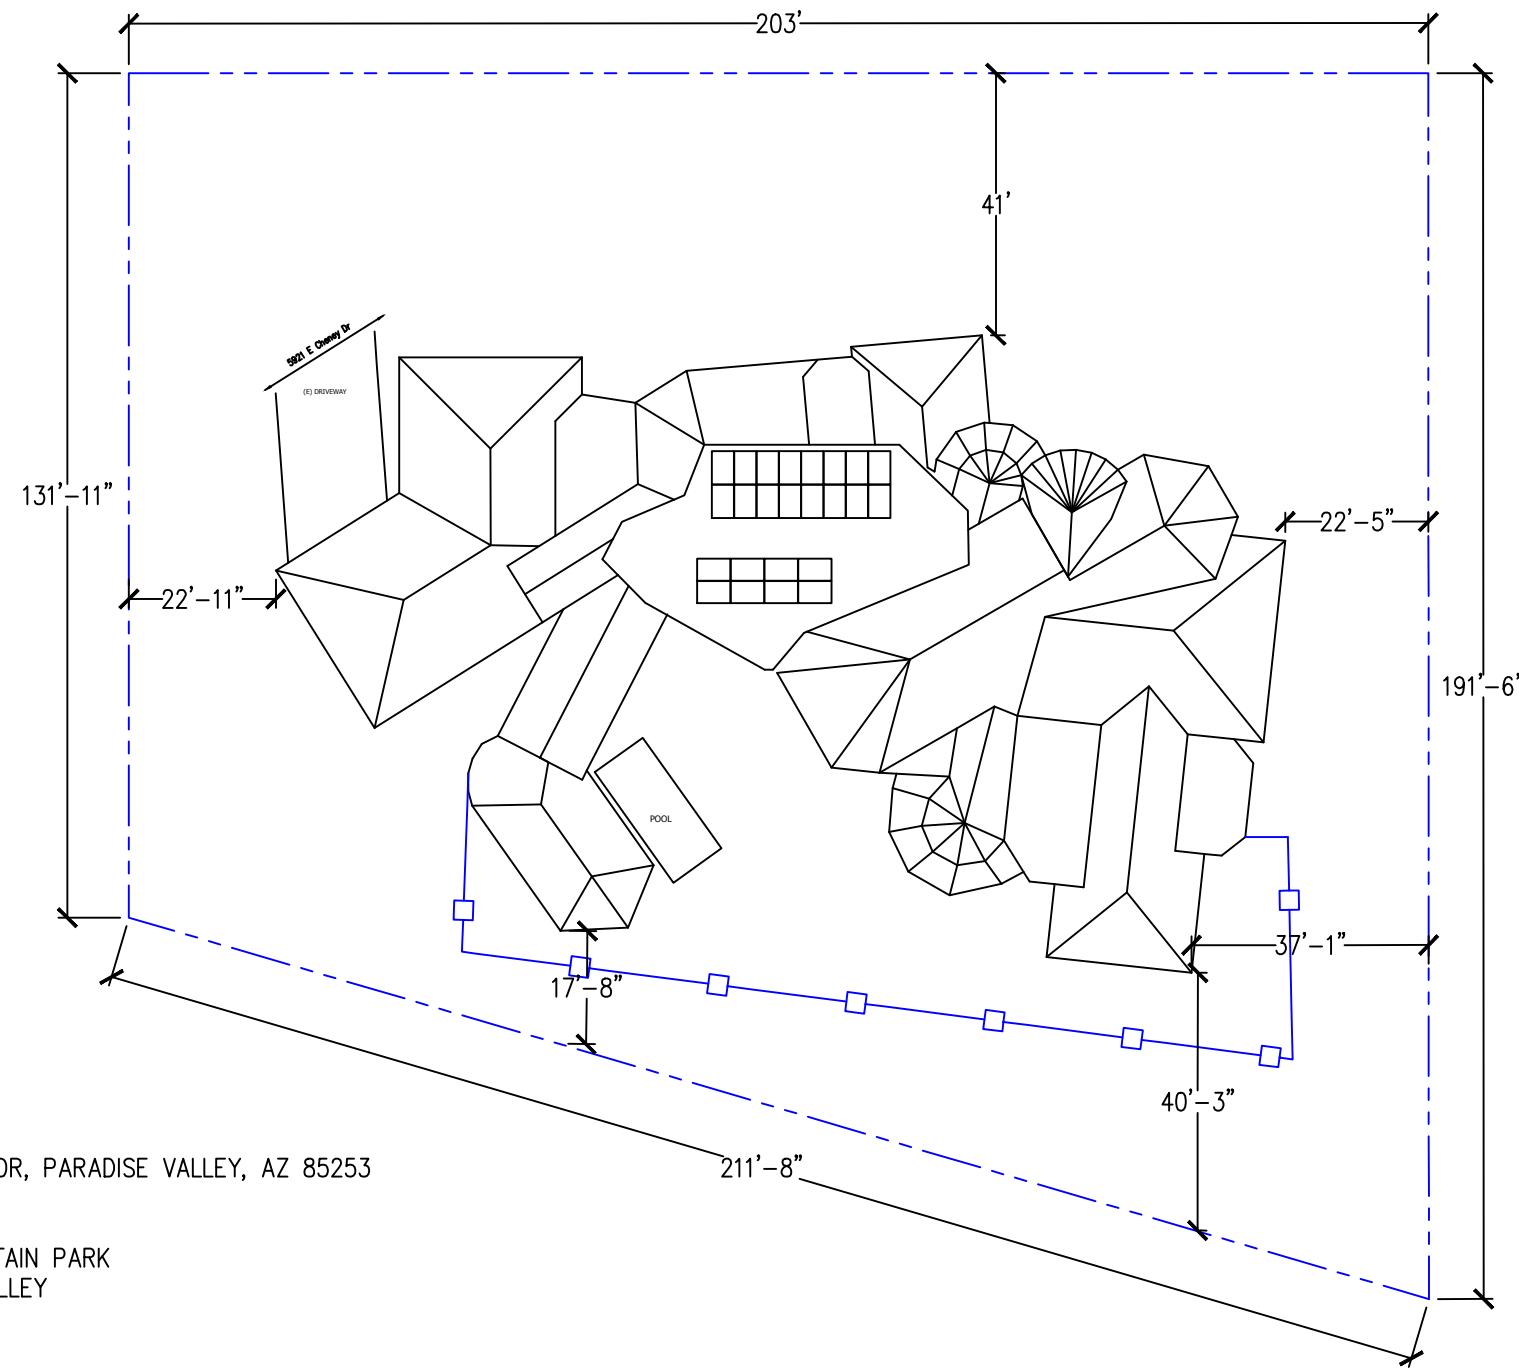 203'
41'
5921 E Cheney Dr
(E) DRIVEWAY
131'-11"
22'-5"
22'-11"
191'-6"
POOL
37'-1"
17'-8"
40'-3"
211'-8"
DR, PARADISE VALLEY, AZ 85253
TAIN PARK
LLEY